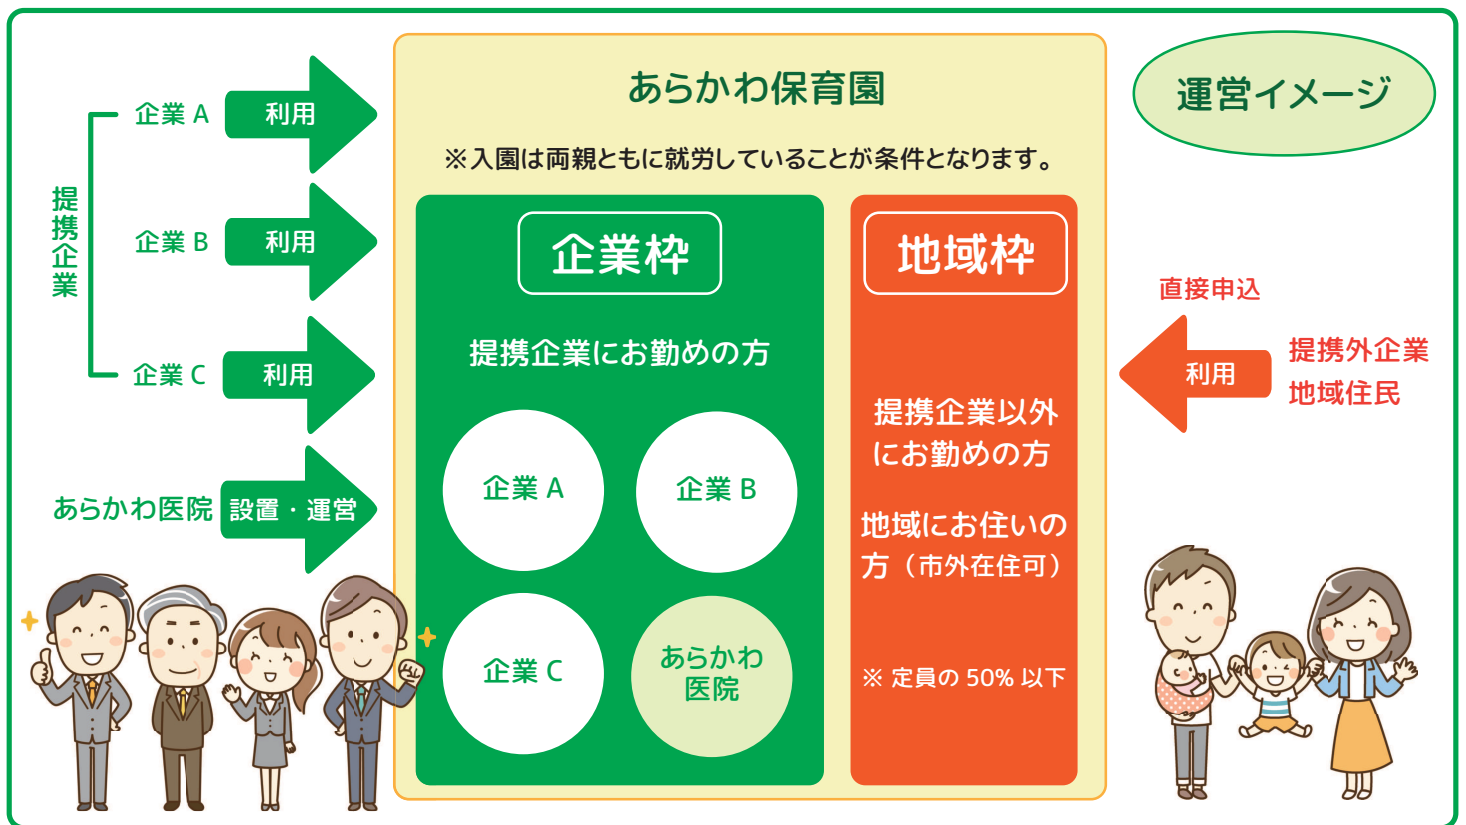 運営イメージ
あらかわ保育園
※入園は両親ともに就労していることが条件となります。
提携企業
企業 A
利用
企業 B
利用
企業 C
利用
あらかわ医院
設置・運営
企業枠
提携企業にお勤めの方
企業 A
企業 B
企業 C
あらかわ
医院
地域枠
提携企業以外
にお勤めの方
地域にお住いの
方（市外在住可）
※ 定員の 50% 以下
直接申込
利用
提携外企業
地域住民